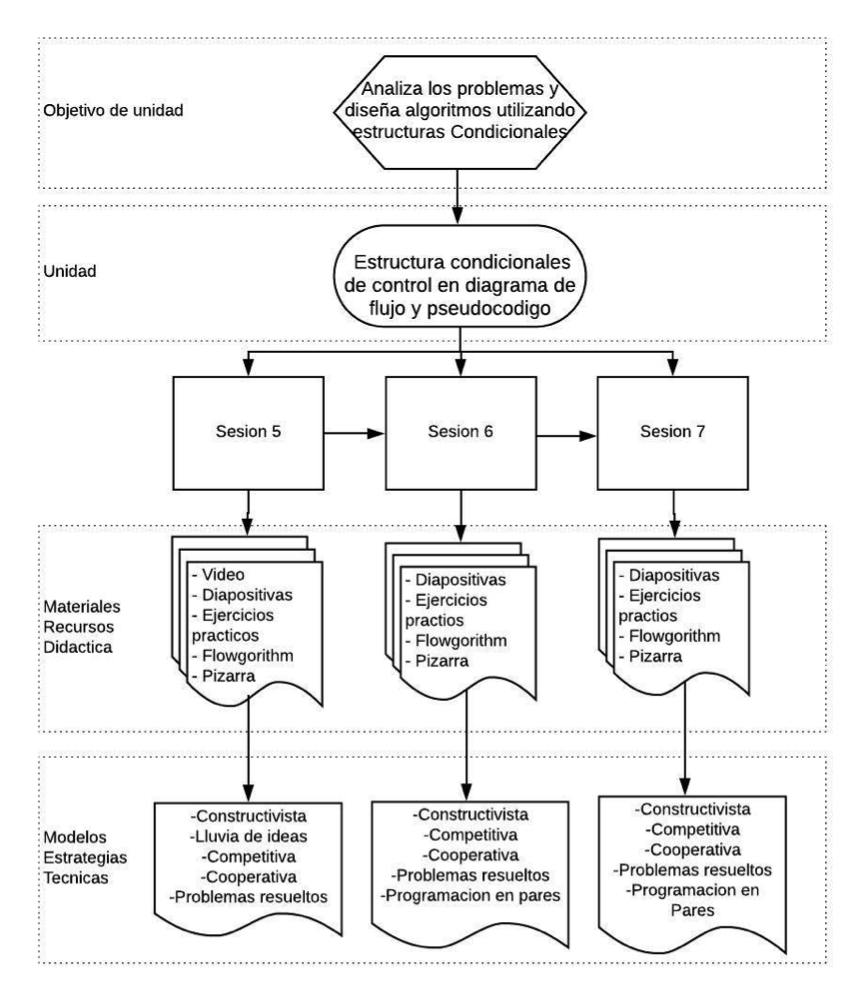 Objetivo de unidad
Analiza los problemas y
diseña algoritmos utilizando
estructuras Condicionales
Unidad
Estructura condicionales
de control en diagrama de
flujo y pseudocodigo
Sesion 5
Sesion 6
Sesion 7
Materiales
Recursos
Didactica
- Video
- Diapositivas
- Ejercicios
practicos
- Flowgorithm
- Pizarra
- Diapositivas
- Ejercicios
practios
- Flowgorithm
- Pizarra
- Diapositivas
- Ejercicios
practios
- Flowgorithm
- Pizarra
Modelos
Estrategias
Tecnicas
-Constructivista
-Lluvia de ideas
-Competitiva
-Cooperativa
-Problemas resueltos
-Constructivista
-Competitiva
-Cooperativa
-Problemas resueltos
-Programacion en pares
-Constructivista
-Competitiva
-Cooperativa
-Problemas resueltos
-Programacion en
Pares